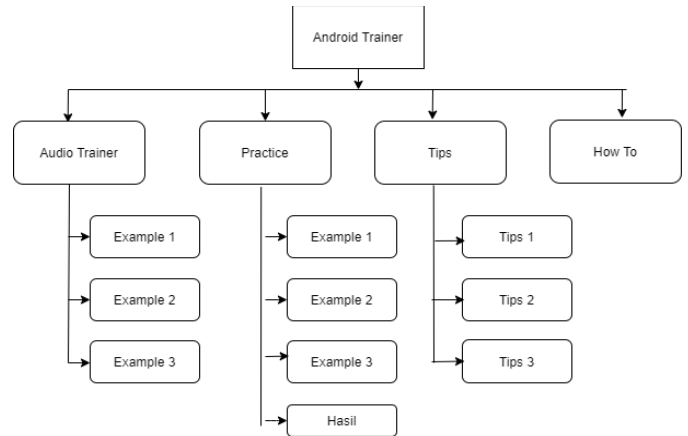 Android Trainer
Audio Trainer
Practice
Tips
How To
Example 1
Example 1
Tips 1
Example 2
Example 2
Tips 2
Example 3
Example 3
Tips 3
Hasil